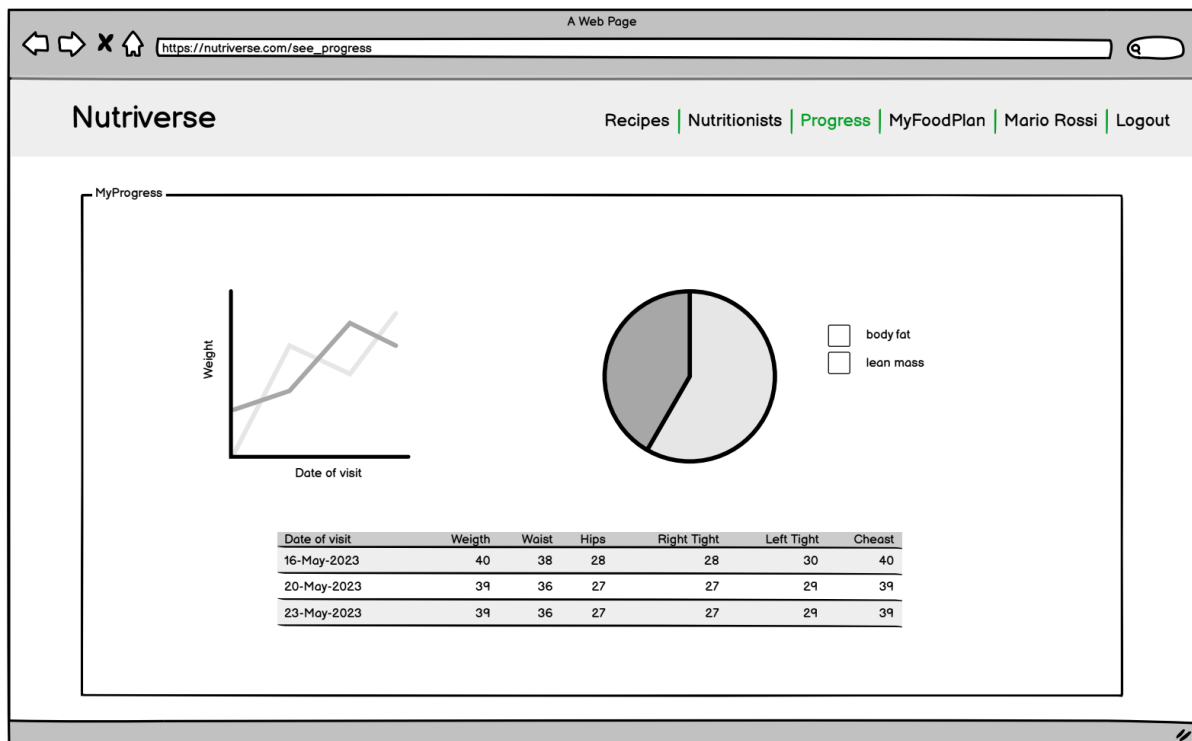 A Web Page
https://nutriverse.com/see_progress
Nutriverse
Recipes | Nutritionists | Progress | MyFoodPlan | Mario Rossi | Logout
MyProgress
Weight
Date of visit
body fat
lean mass
Date of visit Weigth Waist Hips Right Tight Left Tight Cheast
16-May-2023 40 38 28 28 30 40
20-May-2023 39 36 27 27 29 39
23-May-2023 39 36 27 27 29 39